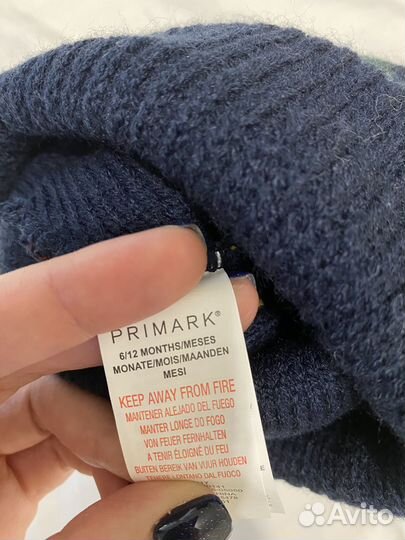 PRIMARK®
6/12 MONTHS/MESES
MONATE/MOIS/MAANDEN
MESI
KEEP AWAY FROM FIRE
MANTENER ALEJADO DEL FUEGO
MANTER LONGE DO FOGO
VON FEUER FERNHALTEN
A TENIR ÉLOIGNÉ DU FEU
BUITEN BEREIK VAN VUUR HOUDEN
TENERE LONTANO DAL FUOCO
Avito